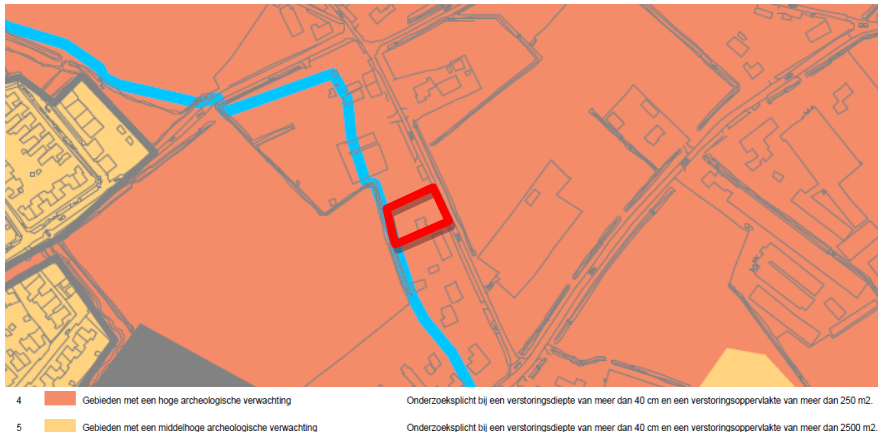 4 Gebieden met een hoge archeologische verwachting Onderzoeksplicht bij een verstoringsdiepte van meer dan 40 cm en een verstoringsoppervlakte van meer dan 250 m2.
5 Gebieden met een middelhoge archeologische verwachting Onderzoeksplicht bij een verstoringsdiepte van meer dan 40 cm en een verstoringsoppervlakte van meer dan 2500 m2.